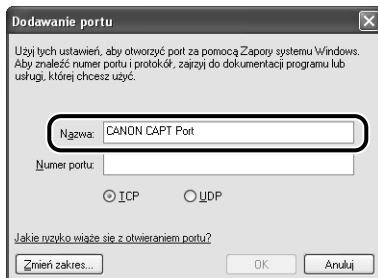 Dodawanie portu
Użyj tych ustawień, aby otworzyć port za pomocą Zapory systemu Windows.
Aby znaleźć numer portu i protokół, zajrzyj do dokumentacji programu lub
usługi, której chcesz użyć.
Nazwa: CANON CAPT Port
Numer portu:
TCP UDP
Jakie ryzyko wiąże się z otwieraniem portu?
Zmień zakres... OK Anuluj